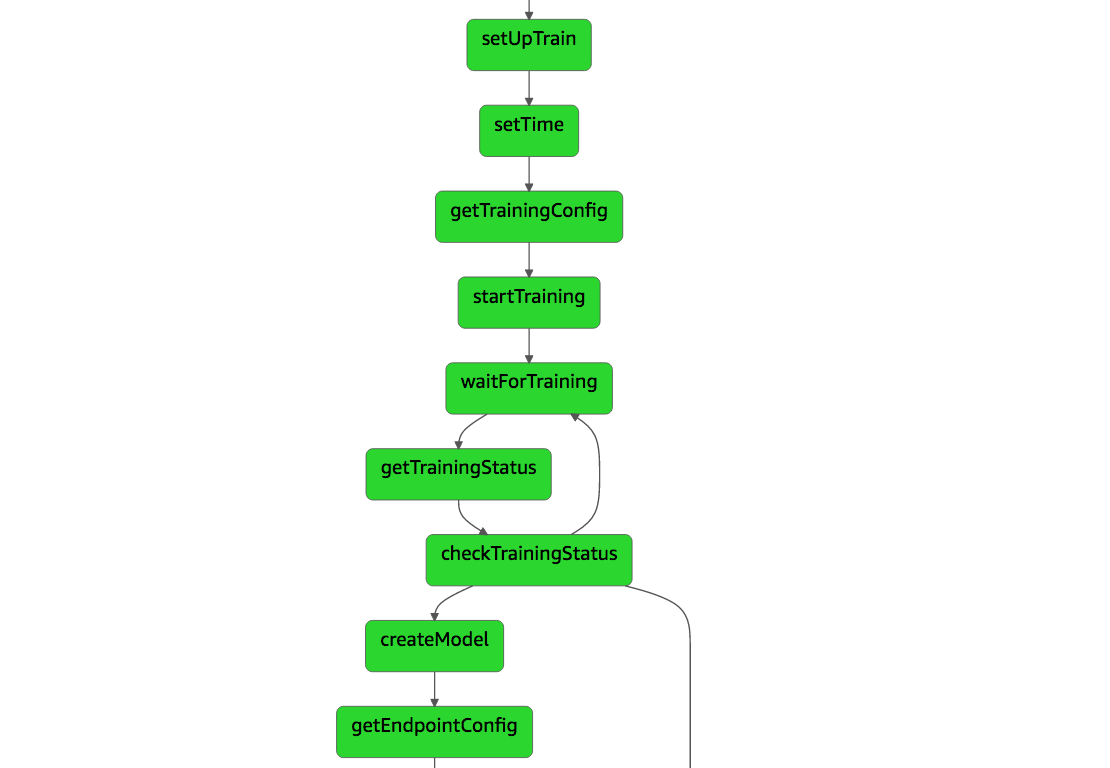 setUpTrain
setTime
getTrainingConfig
startTraining
waitForTraining
getTrainingStatus
checkTrainingStatus
createModel
getEndpointConfig